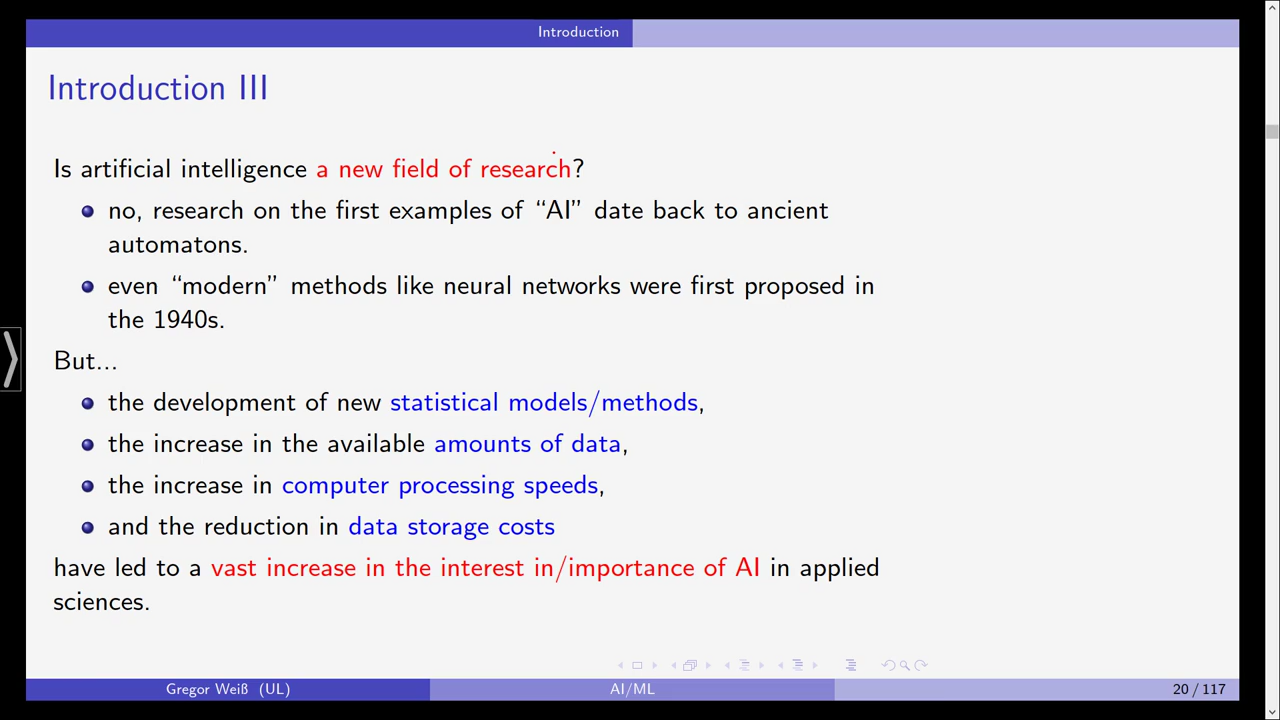 Introduction
Introduction III
Is artificial intelligence a new field of research?
no, research on the first examples of “AI” date back to ancient
automatons.
even “modern” methods like neural networks were first proposed in
the 1940s.
But...
the development of new statistical models/methods,
the increase in the available amounts of data,
the increase in computer processing speeds,
and the reduction in data storage costs
have led to a vast increase in the interest in/importance of AI in applied
sciences.
Gregor Weiß (UL)
AI/ML
20 / 117